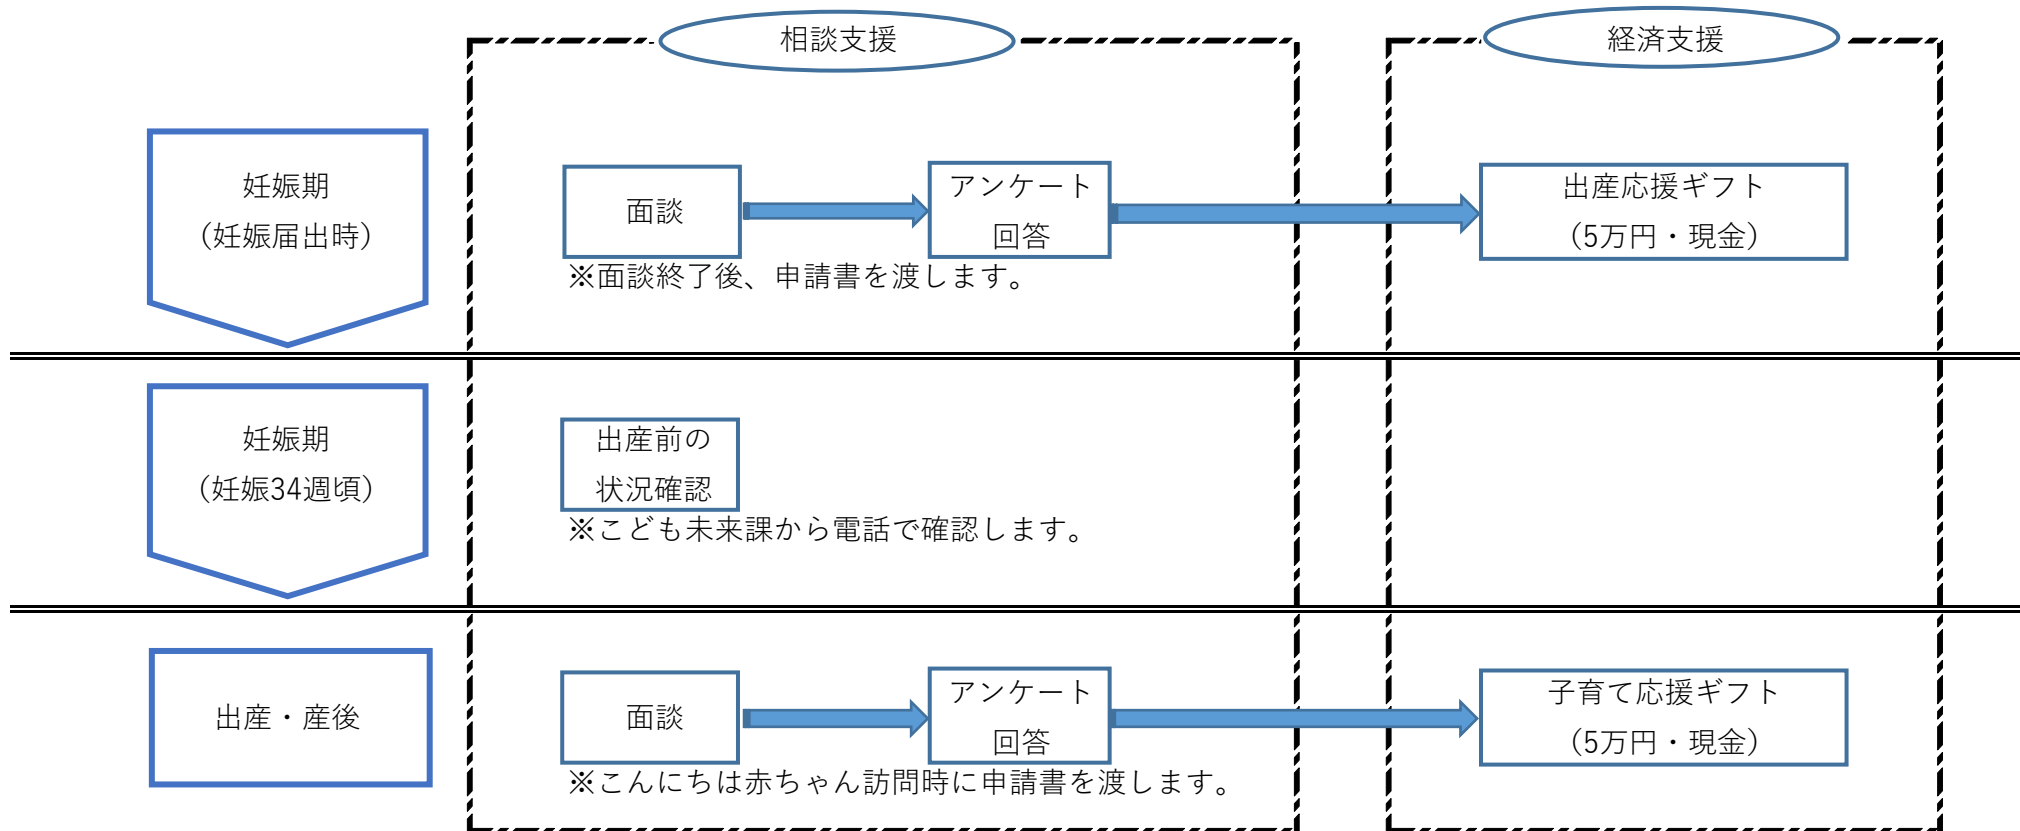 相談支援
経済支援
妊娠期
（妊娠届出時）
面談
アンケート
回答
出産応援ギフト
（5万円・現金）
※面談終了後、申請書を渡します。
妊娠期
（妊娠34週頃）
出産前の
状況確認
※こども未来課から電話で確認します。
出産・産後
面談
アンケート
回答
子育て応援ギフト
（5万円・現金）
※こんにちは赤ちゃん訪問時に申請書を渡します。